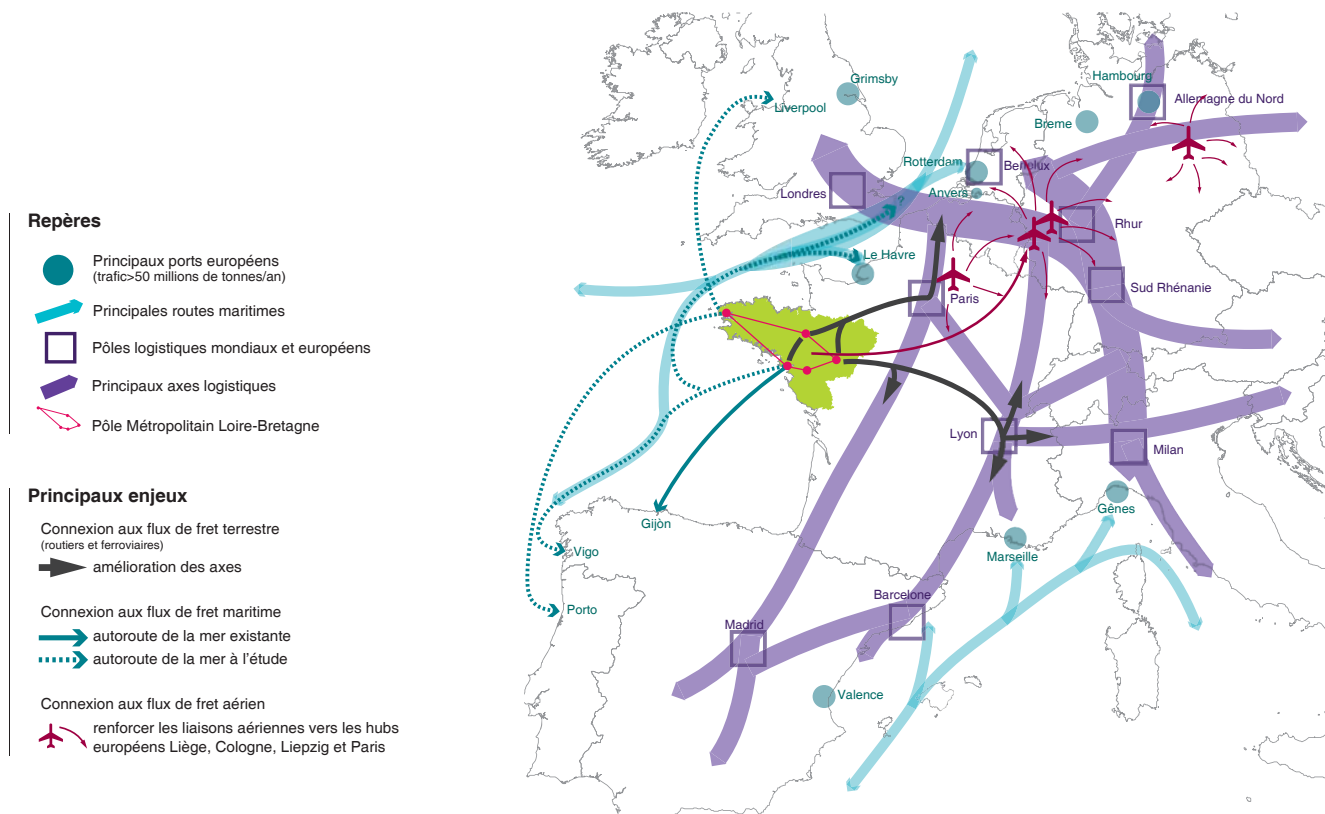 Repères
Principaux ports européens
(trafic>50 millions de tonnes/an)
Principales routes maritimes
Pôles logistiques mondiaux et européens
Principaux axes logistiques
Pôle Métropolitain Loire-Bretagne
Principaux enjeux
Connexion aux flux de fret terrestre
(routiers et ferroviaires)
amélioration des axes
Connexion aux flux de fret maritime
autoroute de la mer existante
autoroute de la mer à l'étude
Connexion aux flux de fret aérien
renforcer les liaisons aériennes vers les hubs
européens Liège, Cologne, Liepzig et Paris
Grimsby
Liverpool
Hambourg
Allemagne du Nord
Breme
Rotterdam
Benelux
Londres
Anvers
?
Rhur
Le Havre
Paris
Sud Rhénanie
Lyon
Milan
Gênes
Gijòn
Vigo
Marseille
Porto
Barcelone
Madrid
Valence